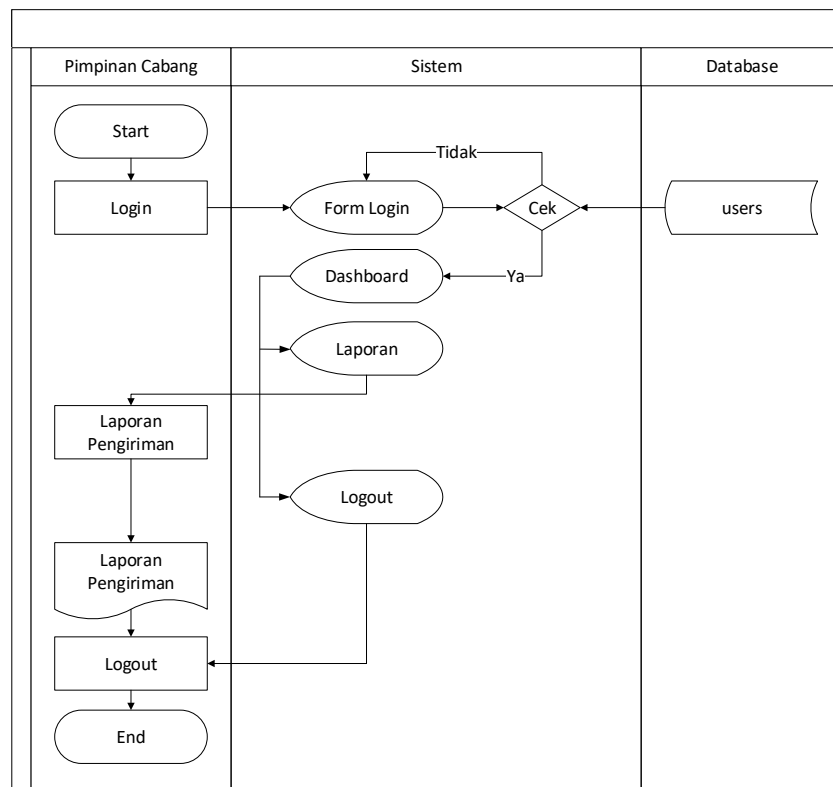 Pimpinan Cabang
Sistem
Database
Start
Tidak
Login
Form Login
Cek
users
Dashboard
Ya
Laporan
Laporan
Pengiriman
Logout
Laporan
Pengiriman
Logout
End